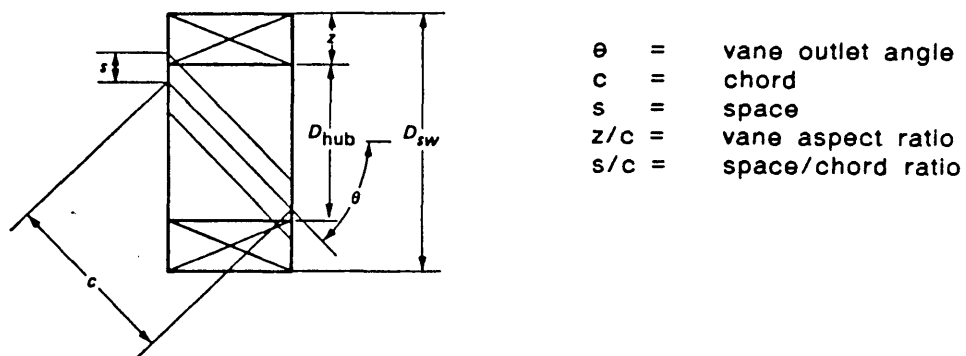 z
s
D_hub
D_sw
θ
c
θ = vane outlet angle
c = chord
s = space
z/c = vane aspect ratio
s/c = space/chord ratio